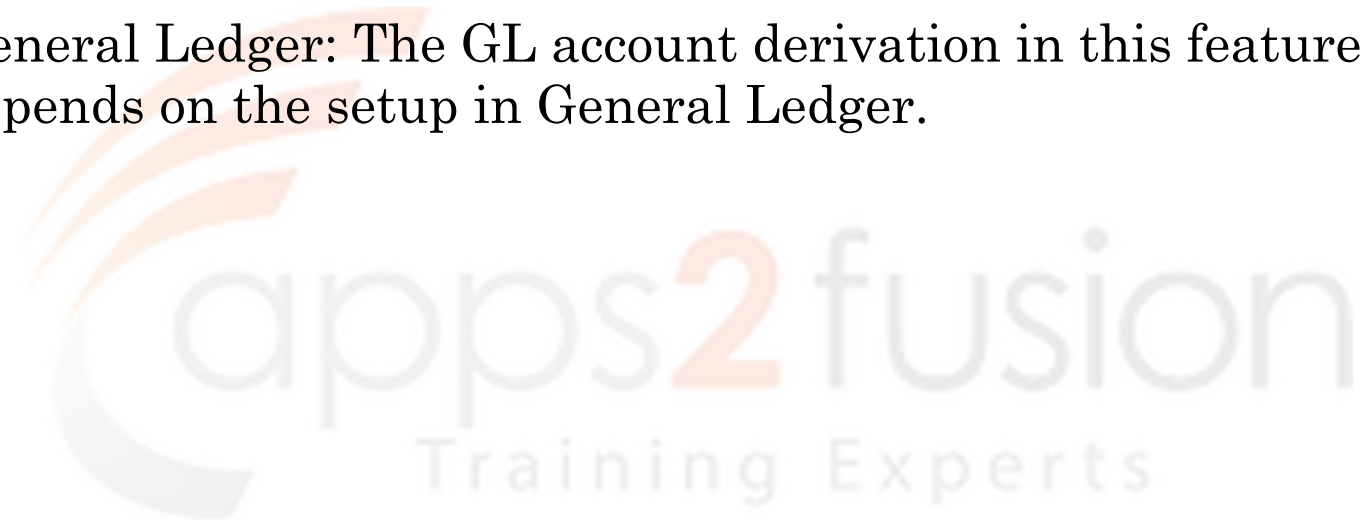 eneral Ledger: The GL account derivation in this feature
pends on the setup in General Ledger.
apps2fusion
Training Experts